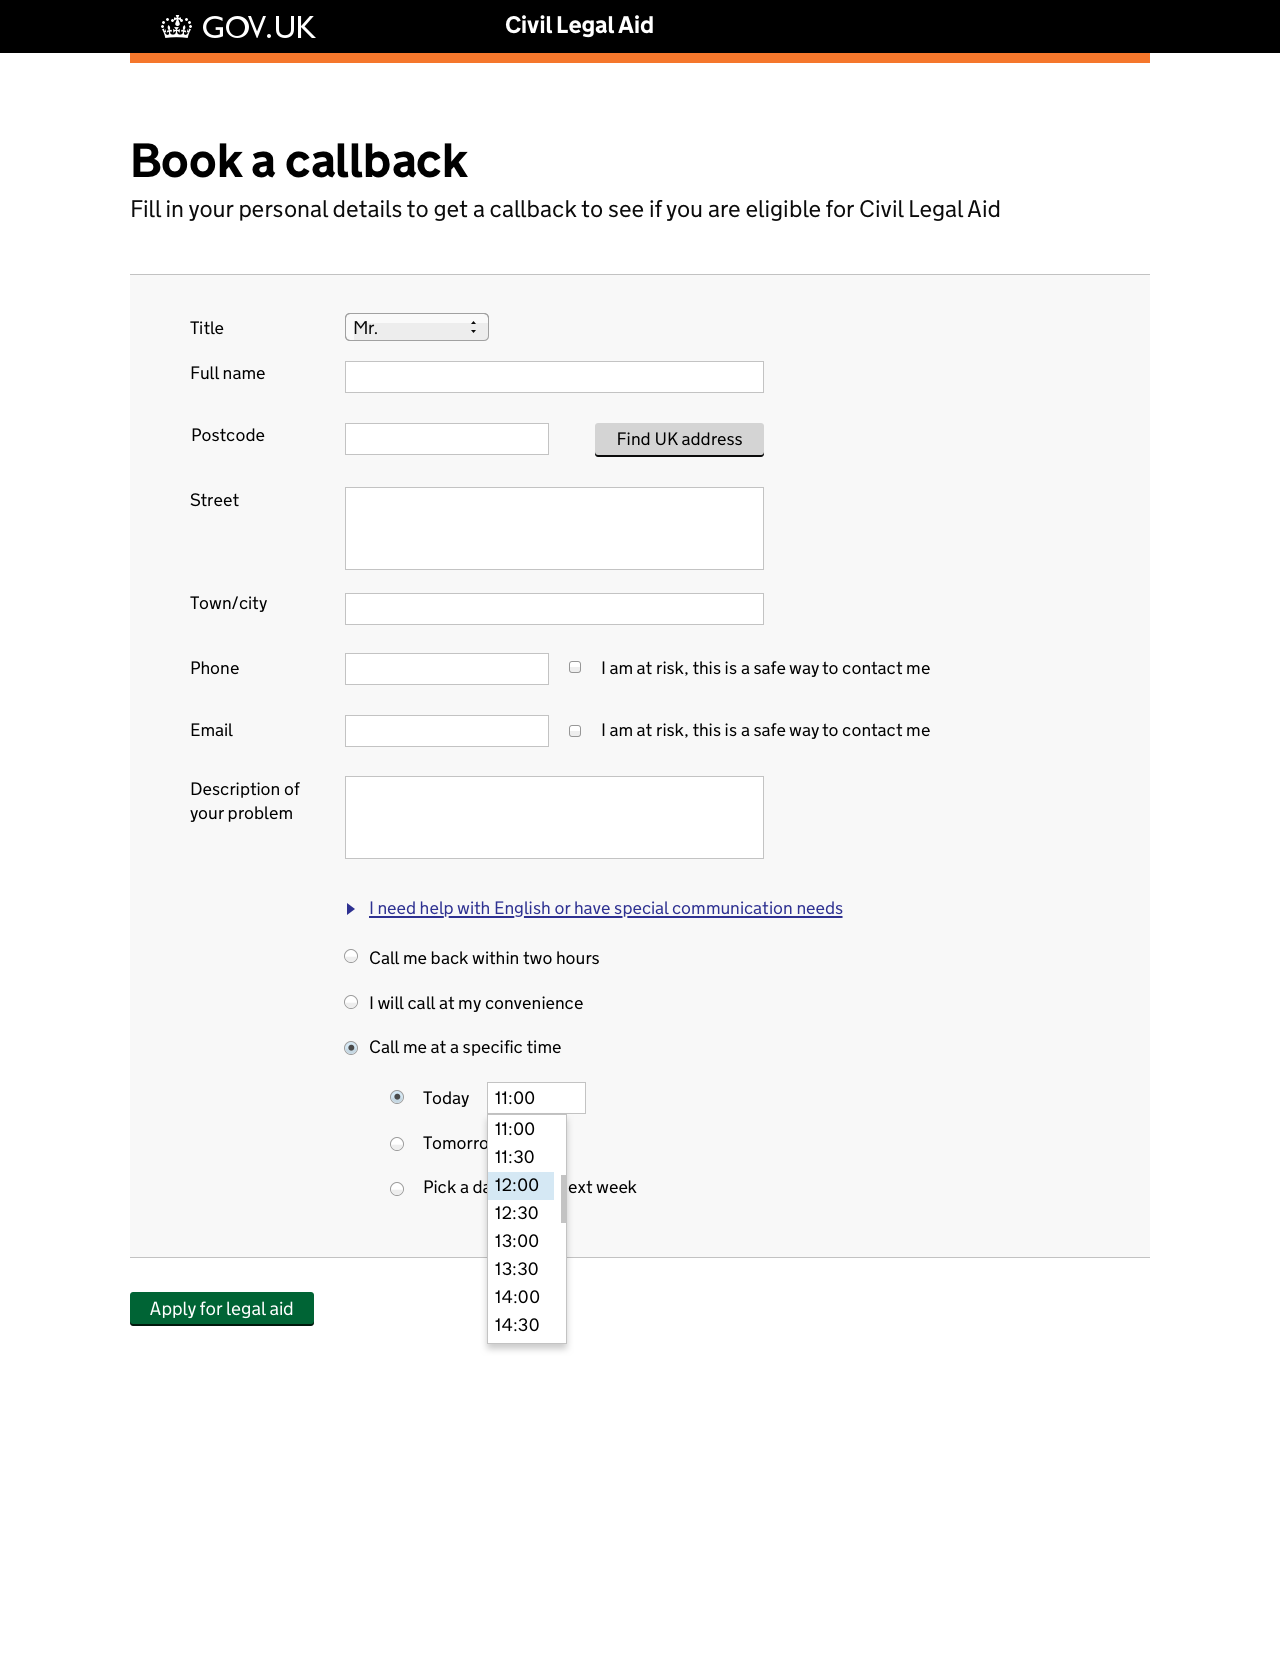 GOV.UK
Civil Legal Aid
Book a callback
Fill in your personal details to get a callback to see if you are eligible for Civil Legal Aid
Title
Mr.
Full name
Postcode
Find UK address
Street
Town/city
Phone
I am at risk, this is a safe way to contact me
Email
I am at risk, this is a safe way to contact me
Description of
your problem
I need help with English or have special communication needs
Call me back within two hours
I will call at my convenience
Call me at a specific time
Today
11:00
11:00
Tomorro
11:30
12:00
Pick a da
ext week
12:30
13:00
13:30
14:00
14:30
Apply for legal aid